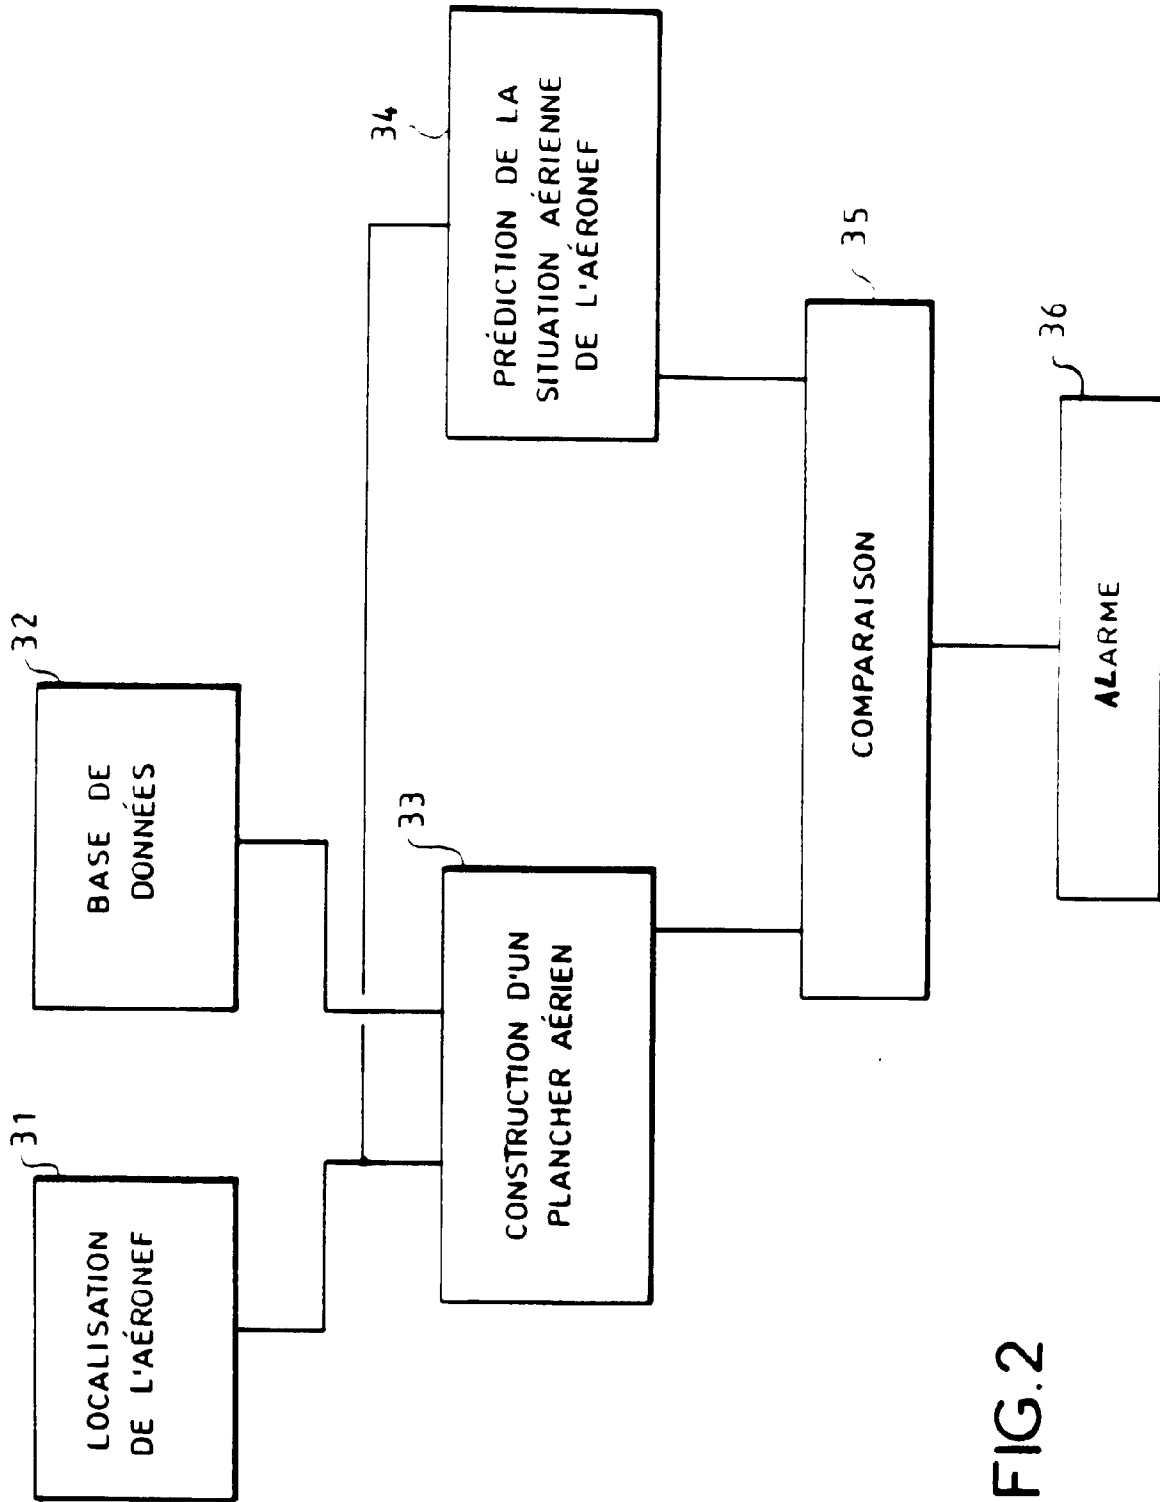 31
LOCALISATION
DE L'AÉRONEF
32
BASE DE
DONNÉES
33
CONSTRUCTION D'UN
PLANCHER AÉRIEN
34
PRÉDICTION DE LA
SITUATION AÉRIENNE
DE L'AÉRONEF
35
COMPARAISON
36
ALARME
FIG.2